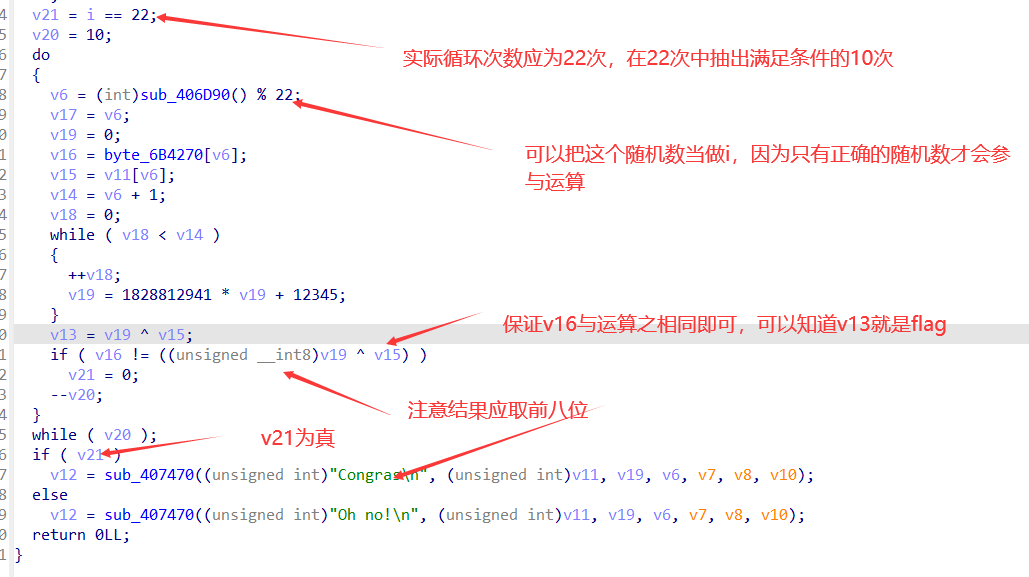 4 v21 = i == 22;
5 v20 = 10;
实际循环次数应为22次，在22次中抽出满足条件的10次
6 do
7 {
8 v6 = (int)sub_406D90() % 22;
9 v17 = v6;
0 v19 = 0;
1 v16 = byte_6B4270[v6];
可以把这个随机数当做i，因为只有正确的随机数才会参
2 v15 = v11[v6];
与运算
3 v14 = v6 + 1;
4 v18 = 0;
5 while ( v18 < v14 )
6 {
7 ++v18;
8 v19 = 1828812941 * v19 + 12345;
9 }
保证v16与运算之相同即可，可以知道v13就是flag
0 v13 = v19 ^ v15;
1 if ( v16 != ((unsigned __int8)v19 ^ v15) )
2 v21 = 0;
3 --v20;
注意结果应取前八位
4 }
5 while ( v20 );
v21为真
6 if ( v21 )
7 v12 = sub_407470((unsigned int)"Congras\n", (unsigned int)v11, v19, v6, v7, v8, v10);
8 else
9 v12 = sub_407470((unsigned int)"Oh no!\n", (unsigned int)v11, v19, v6, v7, v8, v10);
0 return 0LL;
1 }